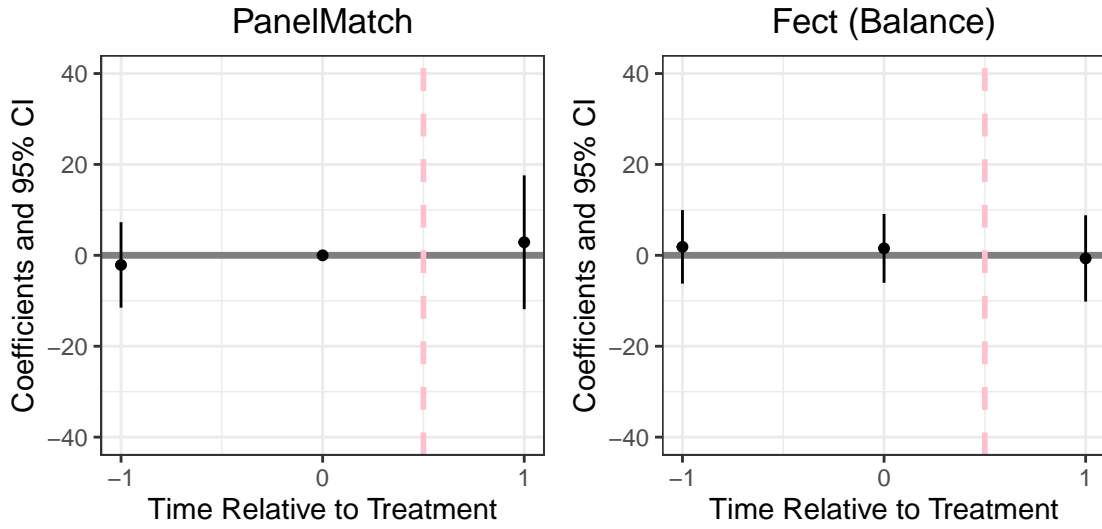 PanelMatch
Coefficients and 95% CI
40
20
0
−20
−40
−1
0
1
Time Relative to Treatment
Fect (Balance)
Coefficients and 95% CI
40
20
0
−20
−40
−1
0
1
Time Relative to Treatment